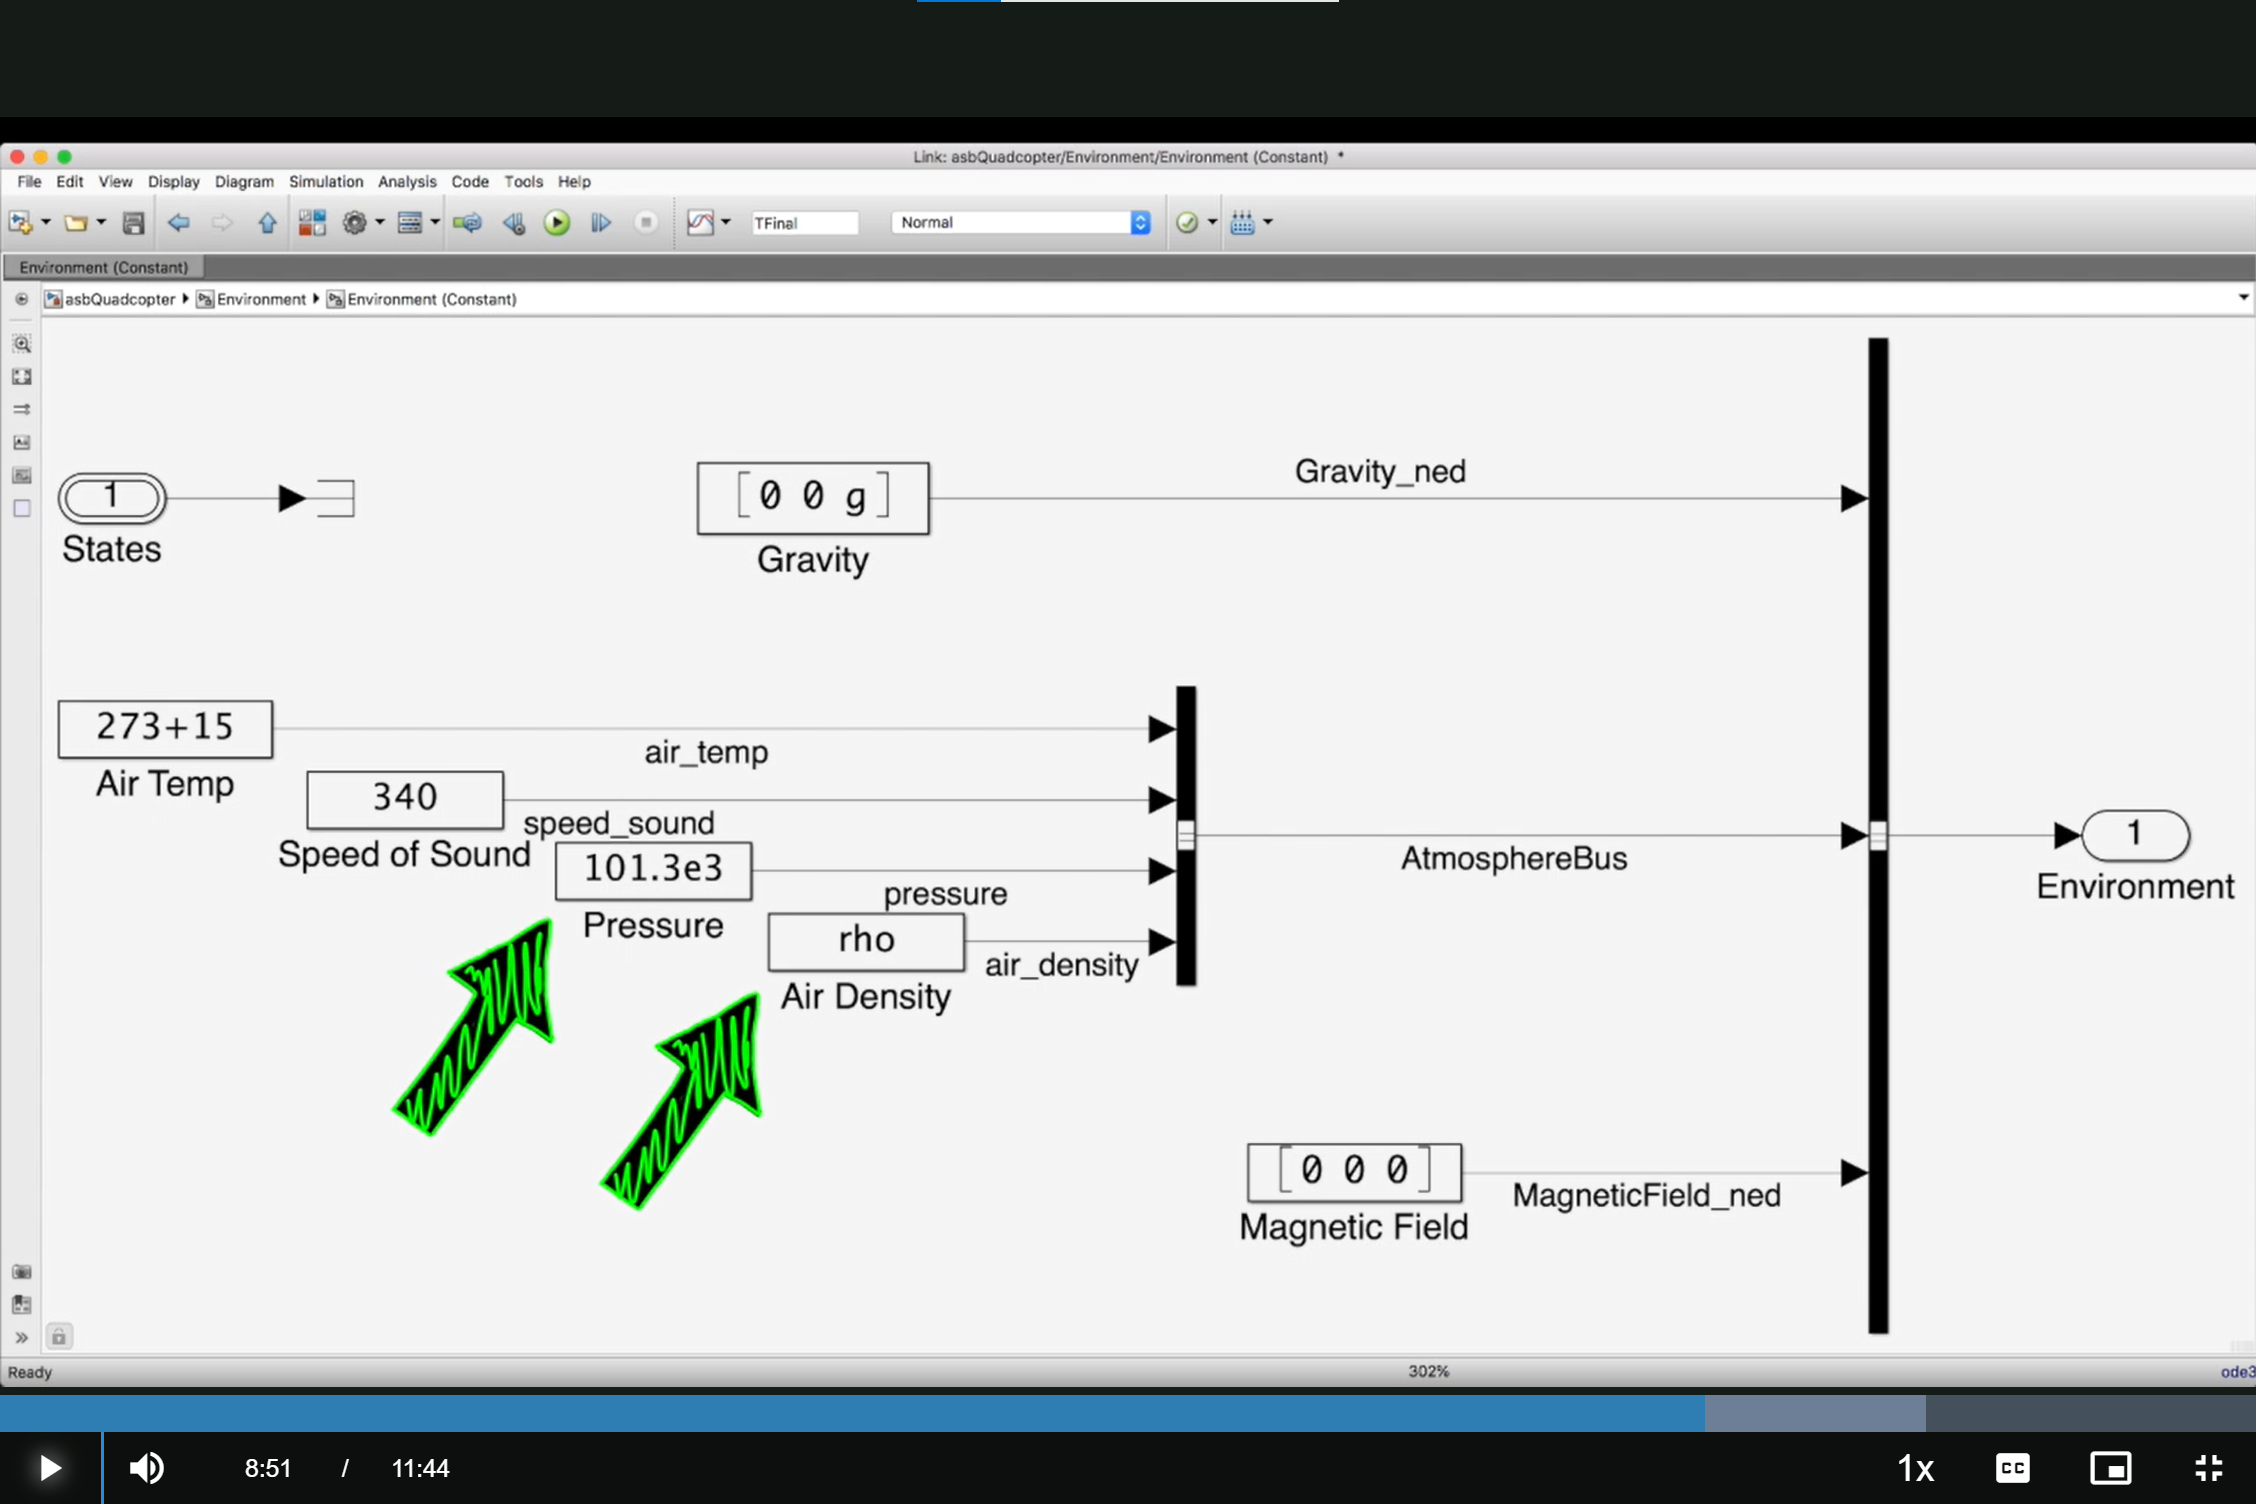 Link: asbQuadcopter/Environment/Environment (Constant) *
File Edit View Display Diagram Simulation Analysis Code Tools Help
TFinal Normal
Environment (Constant)
asbQuadcopter Environment Environment (Constant)
Gravity_ned
1
[0 0 g]
States
Gravity
273+15
air_temp
Air Temp
340
speed_sound
Speed of Sound
101.3e3
pressure
Pressure
rho
air_density
Air Density
AtmosphereBus
1
Environment
[0 0 0]
MagneticField_ned
Magnetic Field
Ready 302% ode3
8:51 / 11:44 1x CC